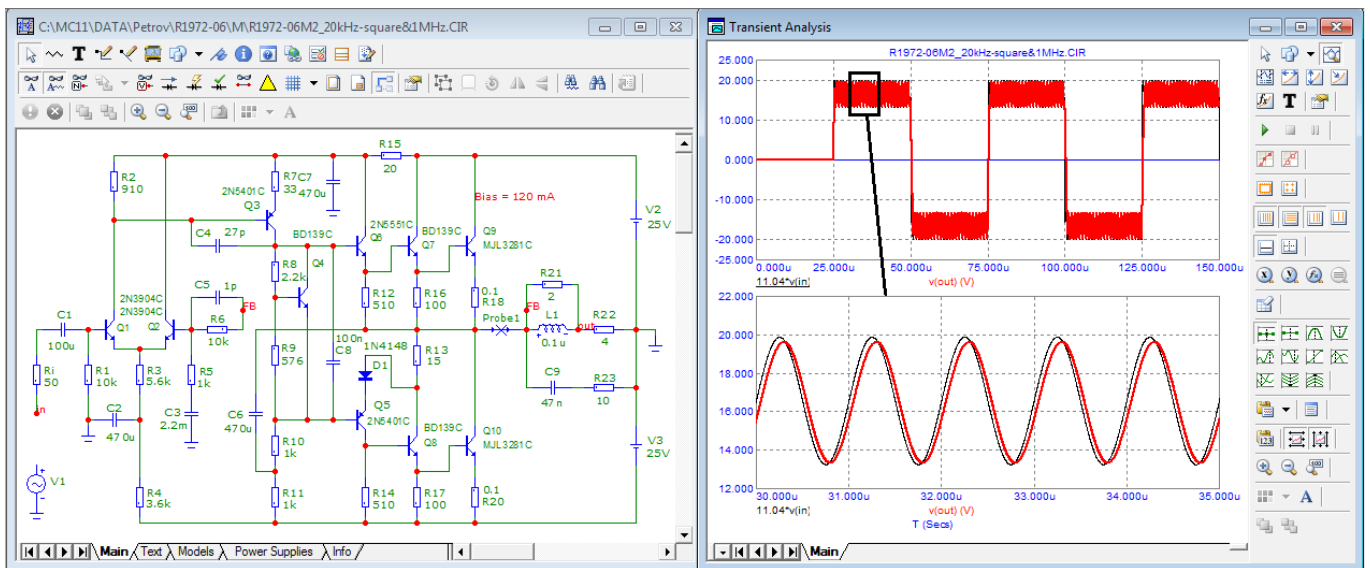 C:\MC11\DATA\Petrov\R1972-06\M\R1972-06M2_20kHz-square&1MHz.CIR
R15
20
R2
910
R7
33
C7
470u
2N5401C
Q3
Bias = 120 mA
V2
25V
C4
27p
BD139C
2N5551C
Q6
BD139C
Q7
Q9
MJL3281C
R8
2.2k
Q4
C5
1p
FB
2N3904C
2N3904C
Q1
Q2
R6
10k
R12
510
R16
100
0.1
R18
R21
2
FB
Probe1
L1
0.1u
out
R22
4
C1
100u
Ri
50
in
R1
10k
R3
5.6k
R5
1k
R9
576
100n
C8
1N4148
D1
R13
15
C9
47n
R23
10
C2
470u
C3
2.2m
C6
470u
Q5
2N5401C
BD139C
Q8
Q10
MJL3281C
V3
25V
R10
1k
V1
R4
3.6k
R11
1k
R14
510
R17
100
0.1
R20
Main
Text
Models
Power Supplies
Info
Transient Analysis
R1972-06M2_20kHz-square&1MHz.CIR
25.000
20.000
10.000
0.000
-10.000
-20.000
-25.000
0.000u 25.000u 50.000u 75.000u 100.000u 125.000u 150.000u
11.04*v(in) v(out) (V)
22.000
20.000
18.000
16.000
14.000
12.000
30.000u 31.000u 32.000u 33.000u 34.000u 35.000u
11.04*v(in) v(out) (V)
T (Secs)
Main